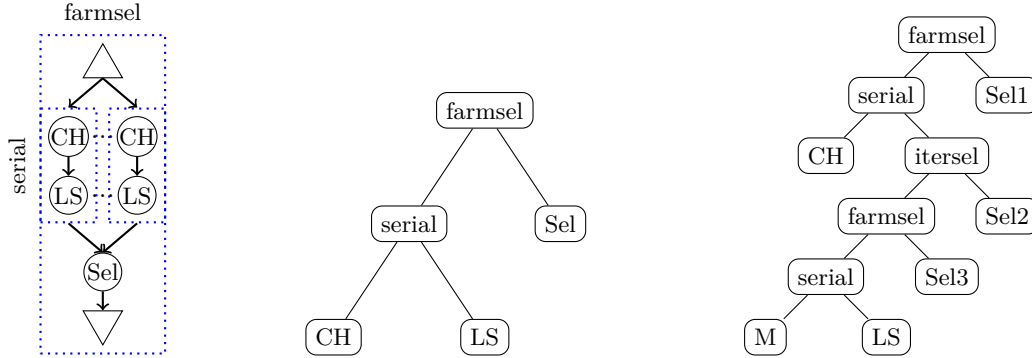 farmsel
serial
CH ... CH
LS ... LS
Sel
farmsel
serial
Sel
CH
LS
farmsel
serial
Sel1
CH
itersel
farmsel
Sel2
serial
Sel3
M
LS